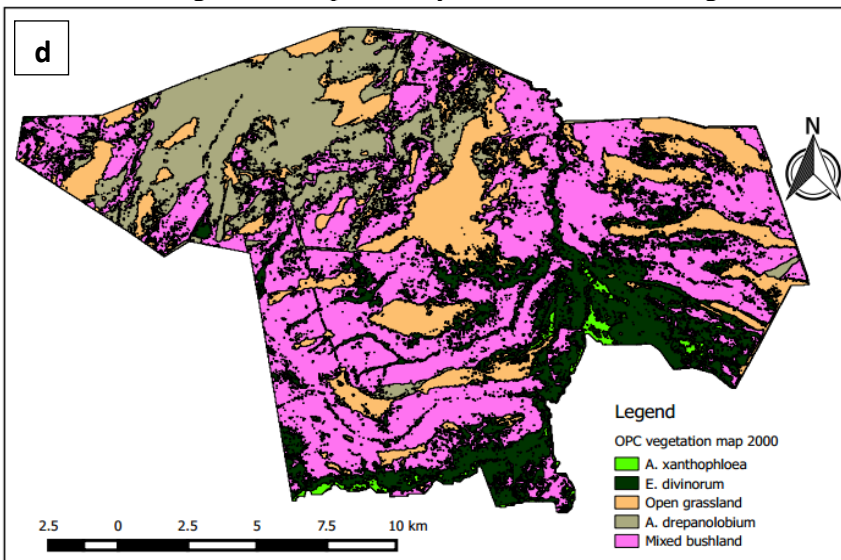 d
N
Legend
OPC vegetation map 2000
A. xanthophloea
E. divinorum
Open grassland
A. drepanolobium
Mixed bushland
2.5 0 2.5 5 7.5 10 km